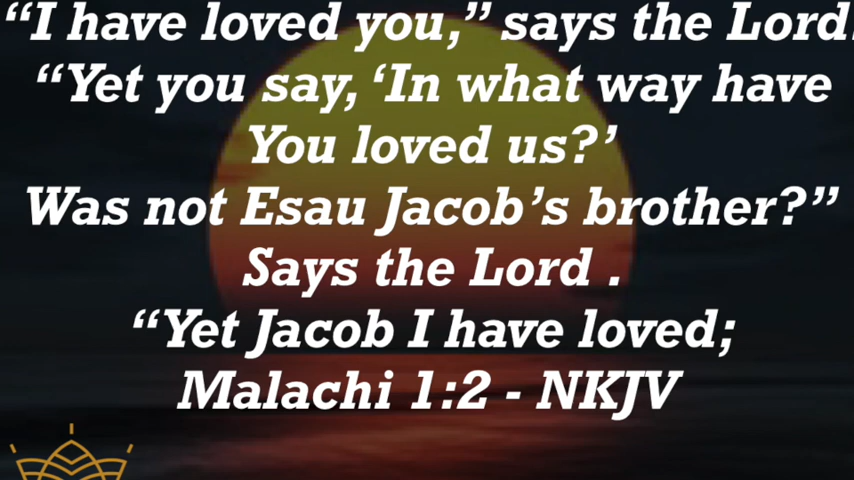 “I have loved you,” says the Lord.
“Yet you say, ‘In what way have
You loved us?’
Was not Esau Jacob’s brother?”
Says the Lord .
“Yet Jacob I have loved;
Malachi 1:2 - NKJV